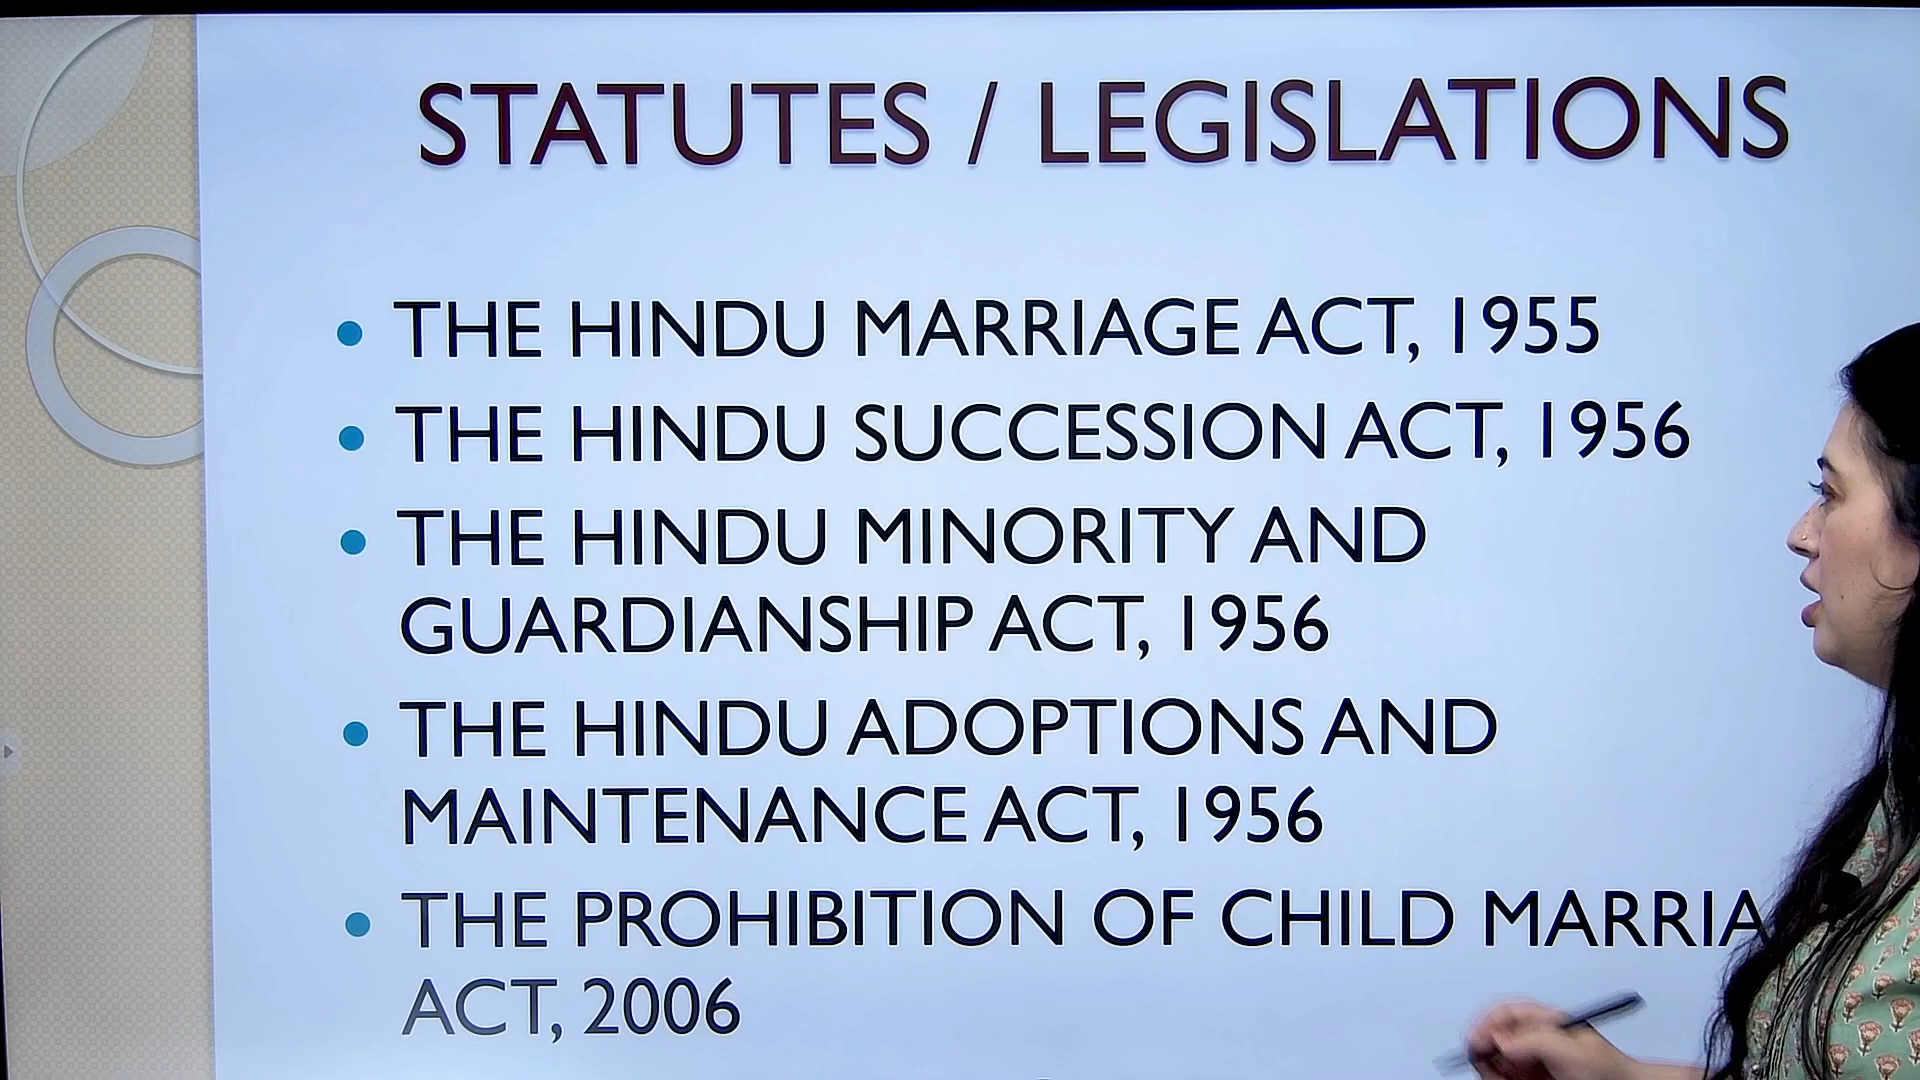 STATUTES / LEGISLATIONS
• THE HINDU MARRIAGE ACT, 1955
• THE HINDU SUCCESSION ACT, 1956
• THE HINDU MINORITY AND
GUARDIANSHIP ACT, 1956
• THE HINDU ADOPTIONS AND
MAINTENANCE ACT, 1956
• THE PROHIBITION OF CHILD MARRIA
ACT, 2006